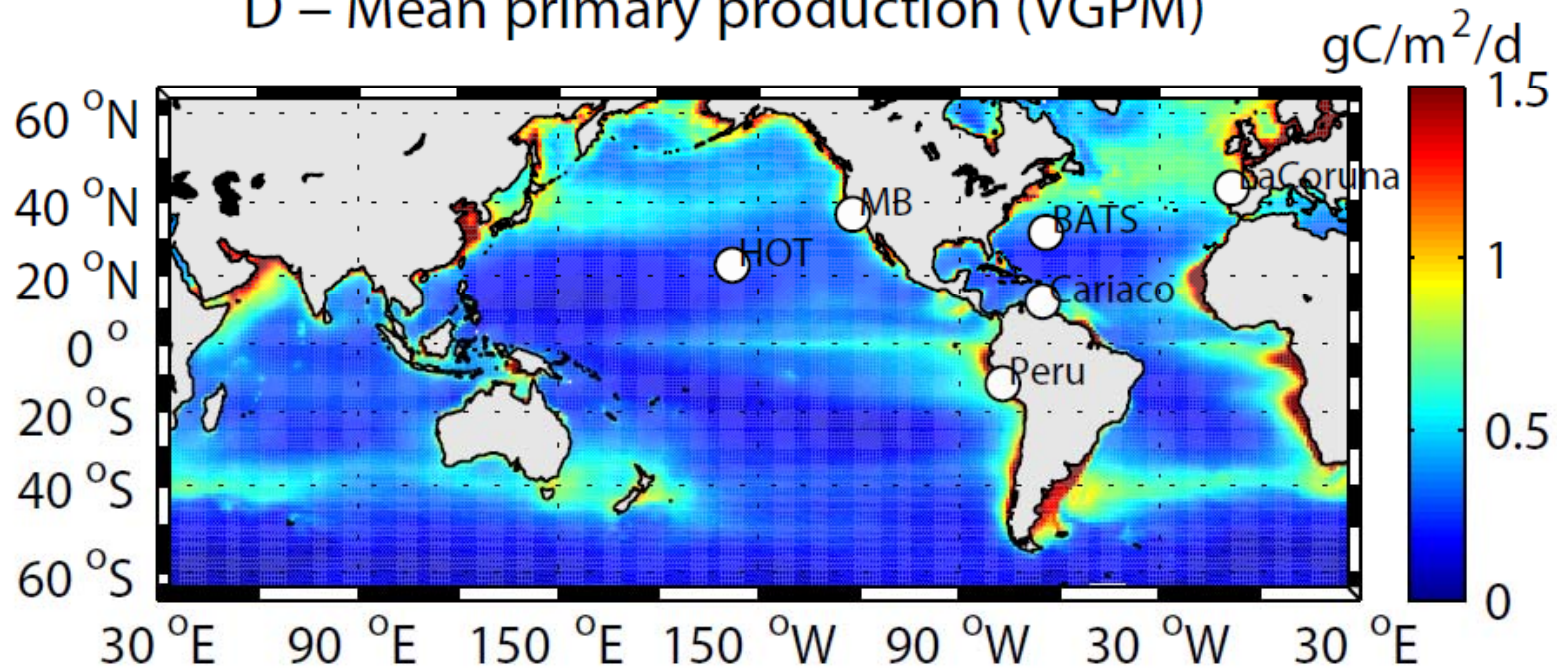 D – Mean primary production (VGPM)
gC/m²/d
60 °N
40 °N
20 °N
0 °
20 °S
40 °S
60 °S
LaCoruna
MB
BATS
HOT
Cariaco
Peru
1.5
1
0.5
0
30 °E 90 °E 150 °E 150 °W 90 °W 30 °W 30 °E